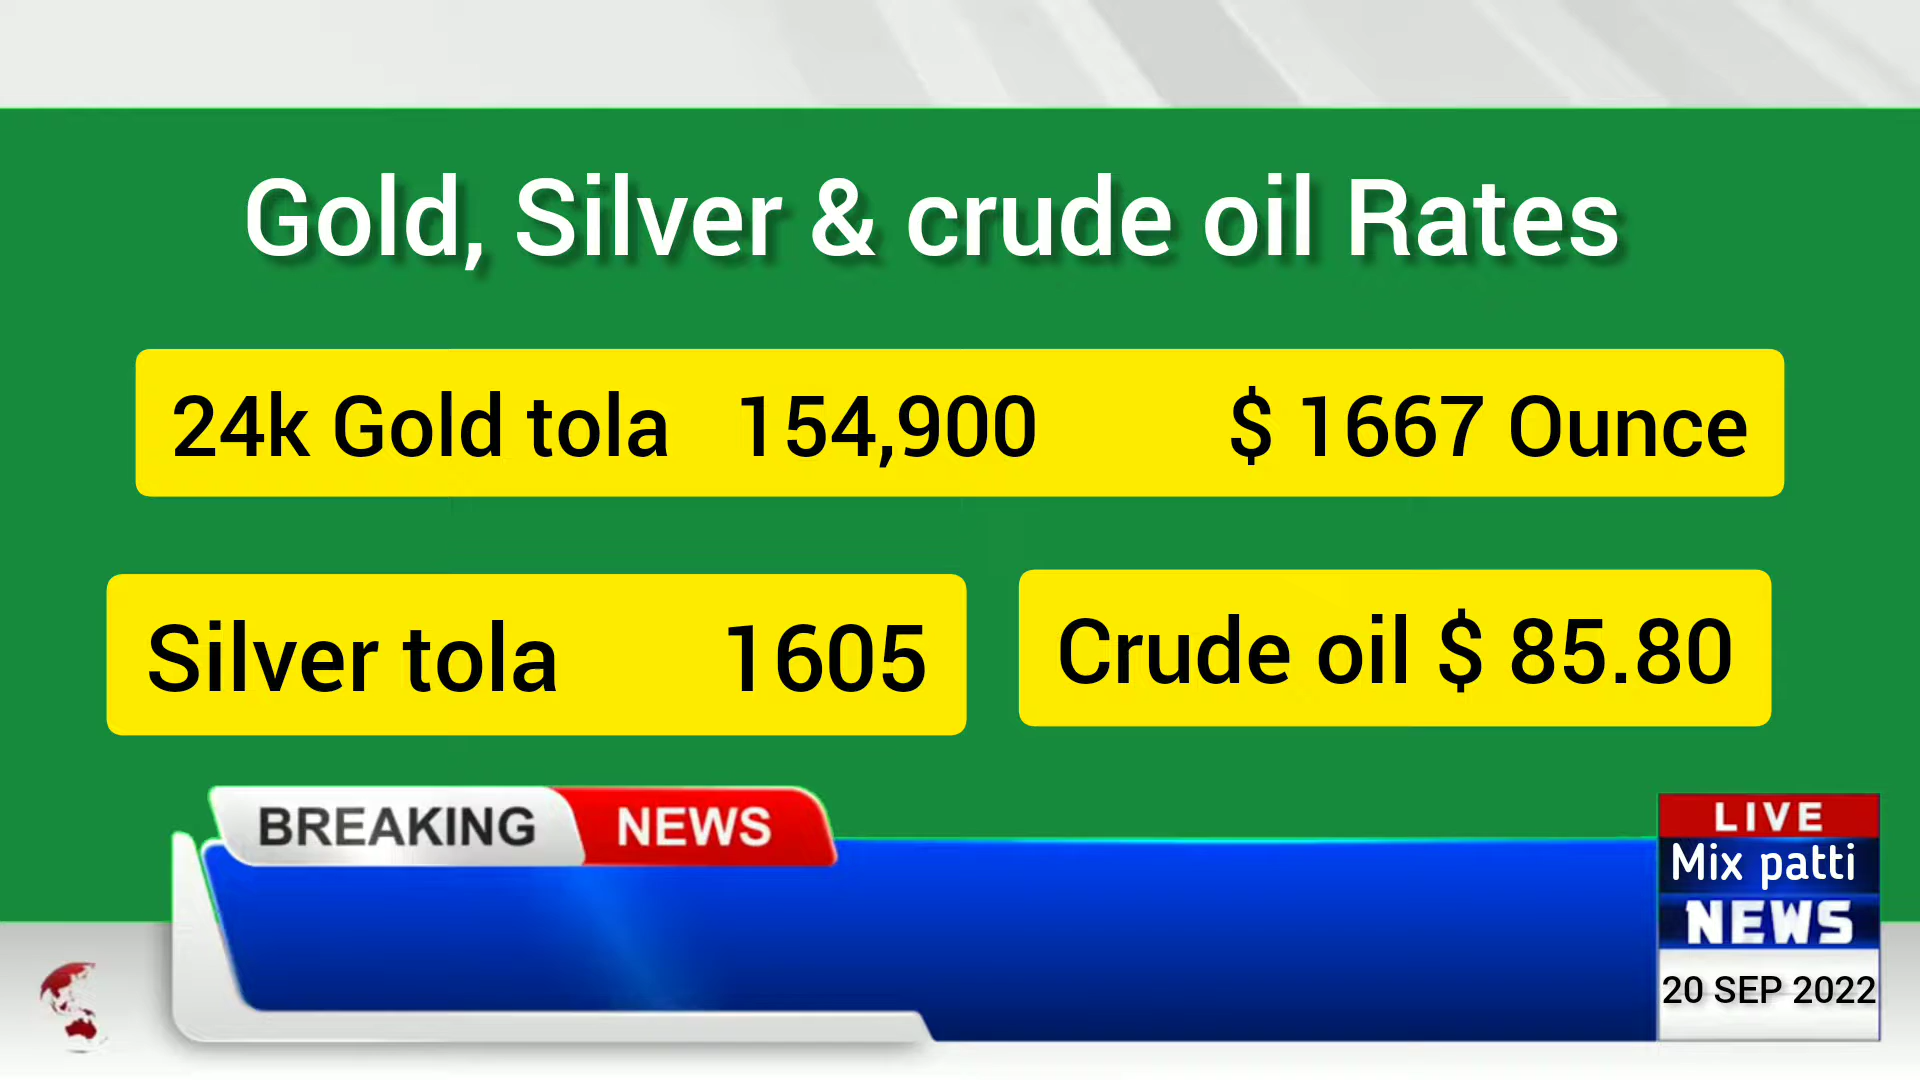 Gold, Silver & crude oil Rates
24k Gold tola 154,900 $ 1667 Ounce
Silver tola 1605
Crude oil $ 85.80
BREAKING NEWS
LIVE
Mix patti
NEWS
20 SEP 2022